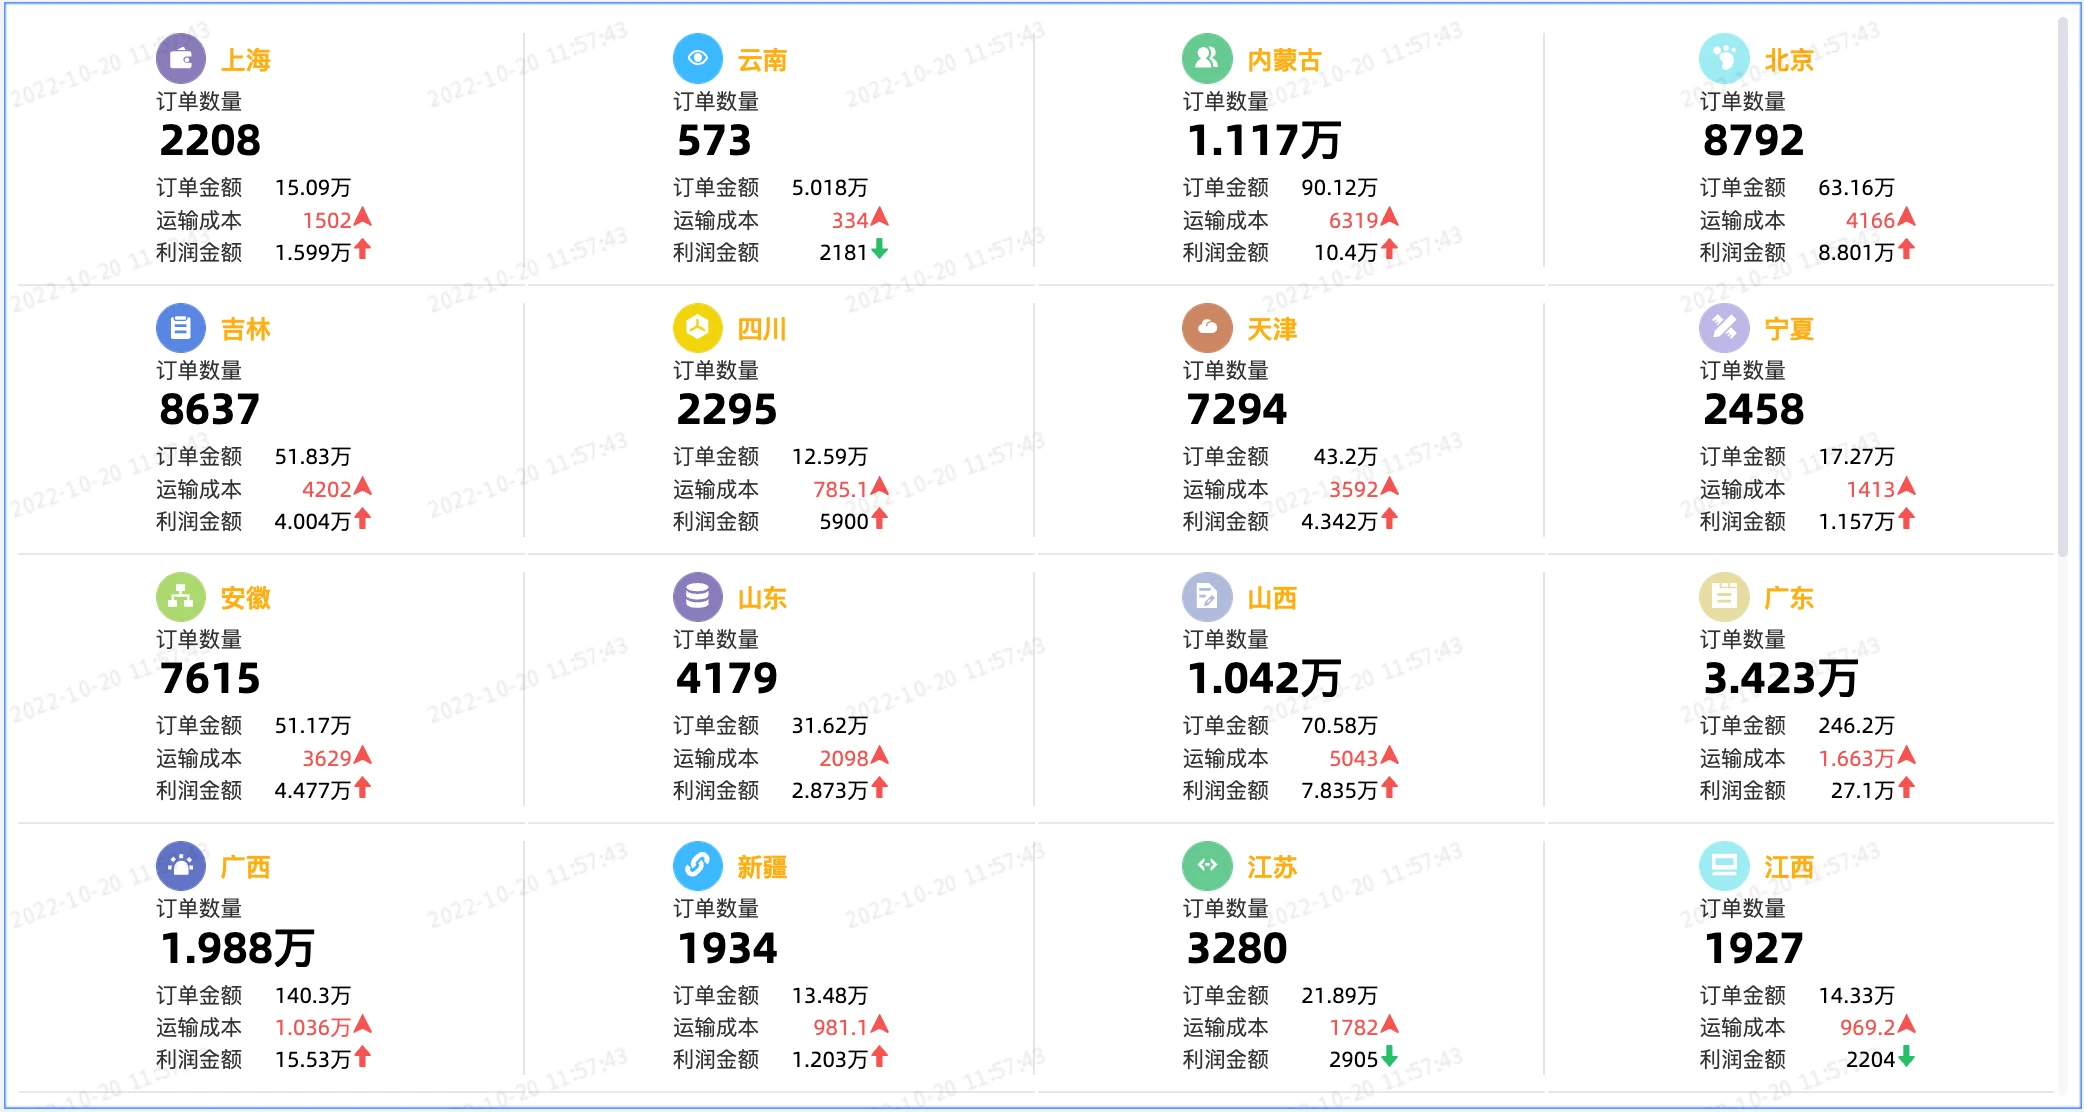 上海
订单数量
2208
订单金额 15.09万
运输成本 1502
利润金额 1.599万
云南
订单数量
573
订单金额 5.018万
运输成本 334
利润金额 2181
内蒙古
订单数量
1.117万
订单金额 90.12万
运输成本 6319
利润金额 10.4万
北京
订单数量
8792
订单金额 63.16万
运输成本 4166
利润金额 8.801万
吉林
订单数量
8637
订单金额 51.83万
运输成本 4202
利润金额 4.004万
四川
订单数量
2295
订单金额 12.59万
运输成本 785.1
利润金额 5900
天津
订单数量
7294
订单金额 43.2万
运输成本 3592
利润金额 4.342万
宁夏
订单数量
2458
订单金额 17.27万
运输成本 1413
利润金额 1.157万
安徽
订单数量
7615
订单金额 51.17万
运输成本 3629
利润金额 4.477万
山东
订单数量
4179
订单金额 31.62万
运输成本 2098
利润金额 2.873万
山西
订单数量
1.042万
订单金额 70.58万
运输成本 5043
利润金额 7.835万
广东
订单数量
3.423万
订单金额 246.2万
运输成本 1.663万
利润金额 27.1万
广西
订单数量
1.988万
订单金额 140.3万
运输成本 1.036万
利润金额 15.53万
新疆
订单数量
1934
订单金额 13.48万
运输成本 981.1
利润金额 1.203万
江苏
订单数量
3280
订单金额 21.89万
运输成本 1782
利润金额 2905
江西
订单数量
1927
订单金额 14.33万
运输成本 969.2
利润金额 2204
2022-10-20 11:57:43